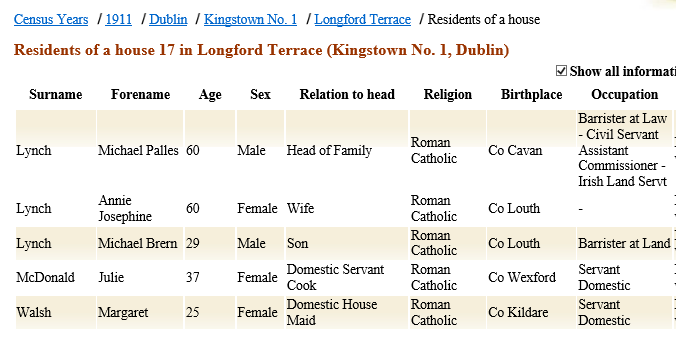 Census Years / 1911 / Dublin / Kingstown No. 1 / Longford Terrace / Residents of a house
Residents of a house 17 in Longford Terrace (Kingstown No. 1, Dublin)
Show all informati
Surname Forename Age Sex Relation to head Religion Birthplace Occupation
Lynch Michael Palles 60 Male Head of Family Roman Catholic Co Cavan Barrister at Law - Civil Servant Assistant Commissioner - Irish Land Servt
Lynch Annie Josephine 60 Female Wife Roman Catholic Co Louth -
Lynch Michael Brern 29 Male Son Roman Catholic Co Louth Barrister at Land
McDonald Julie 37 Female Domestic Servant Cook Roman Catholic Co Wexford Servant Domestic
Walsh Margaret 25 Female Domestic House Maid Roman Catholic Co Kildare Servant Domestic